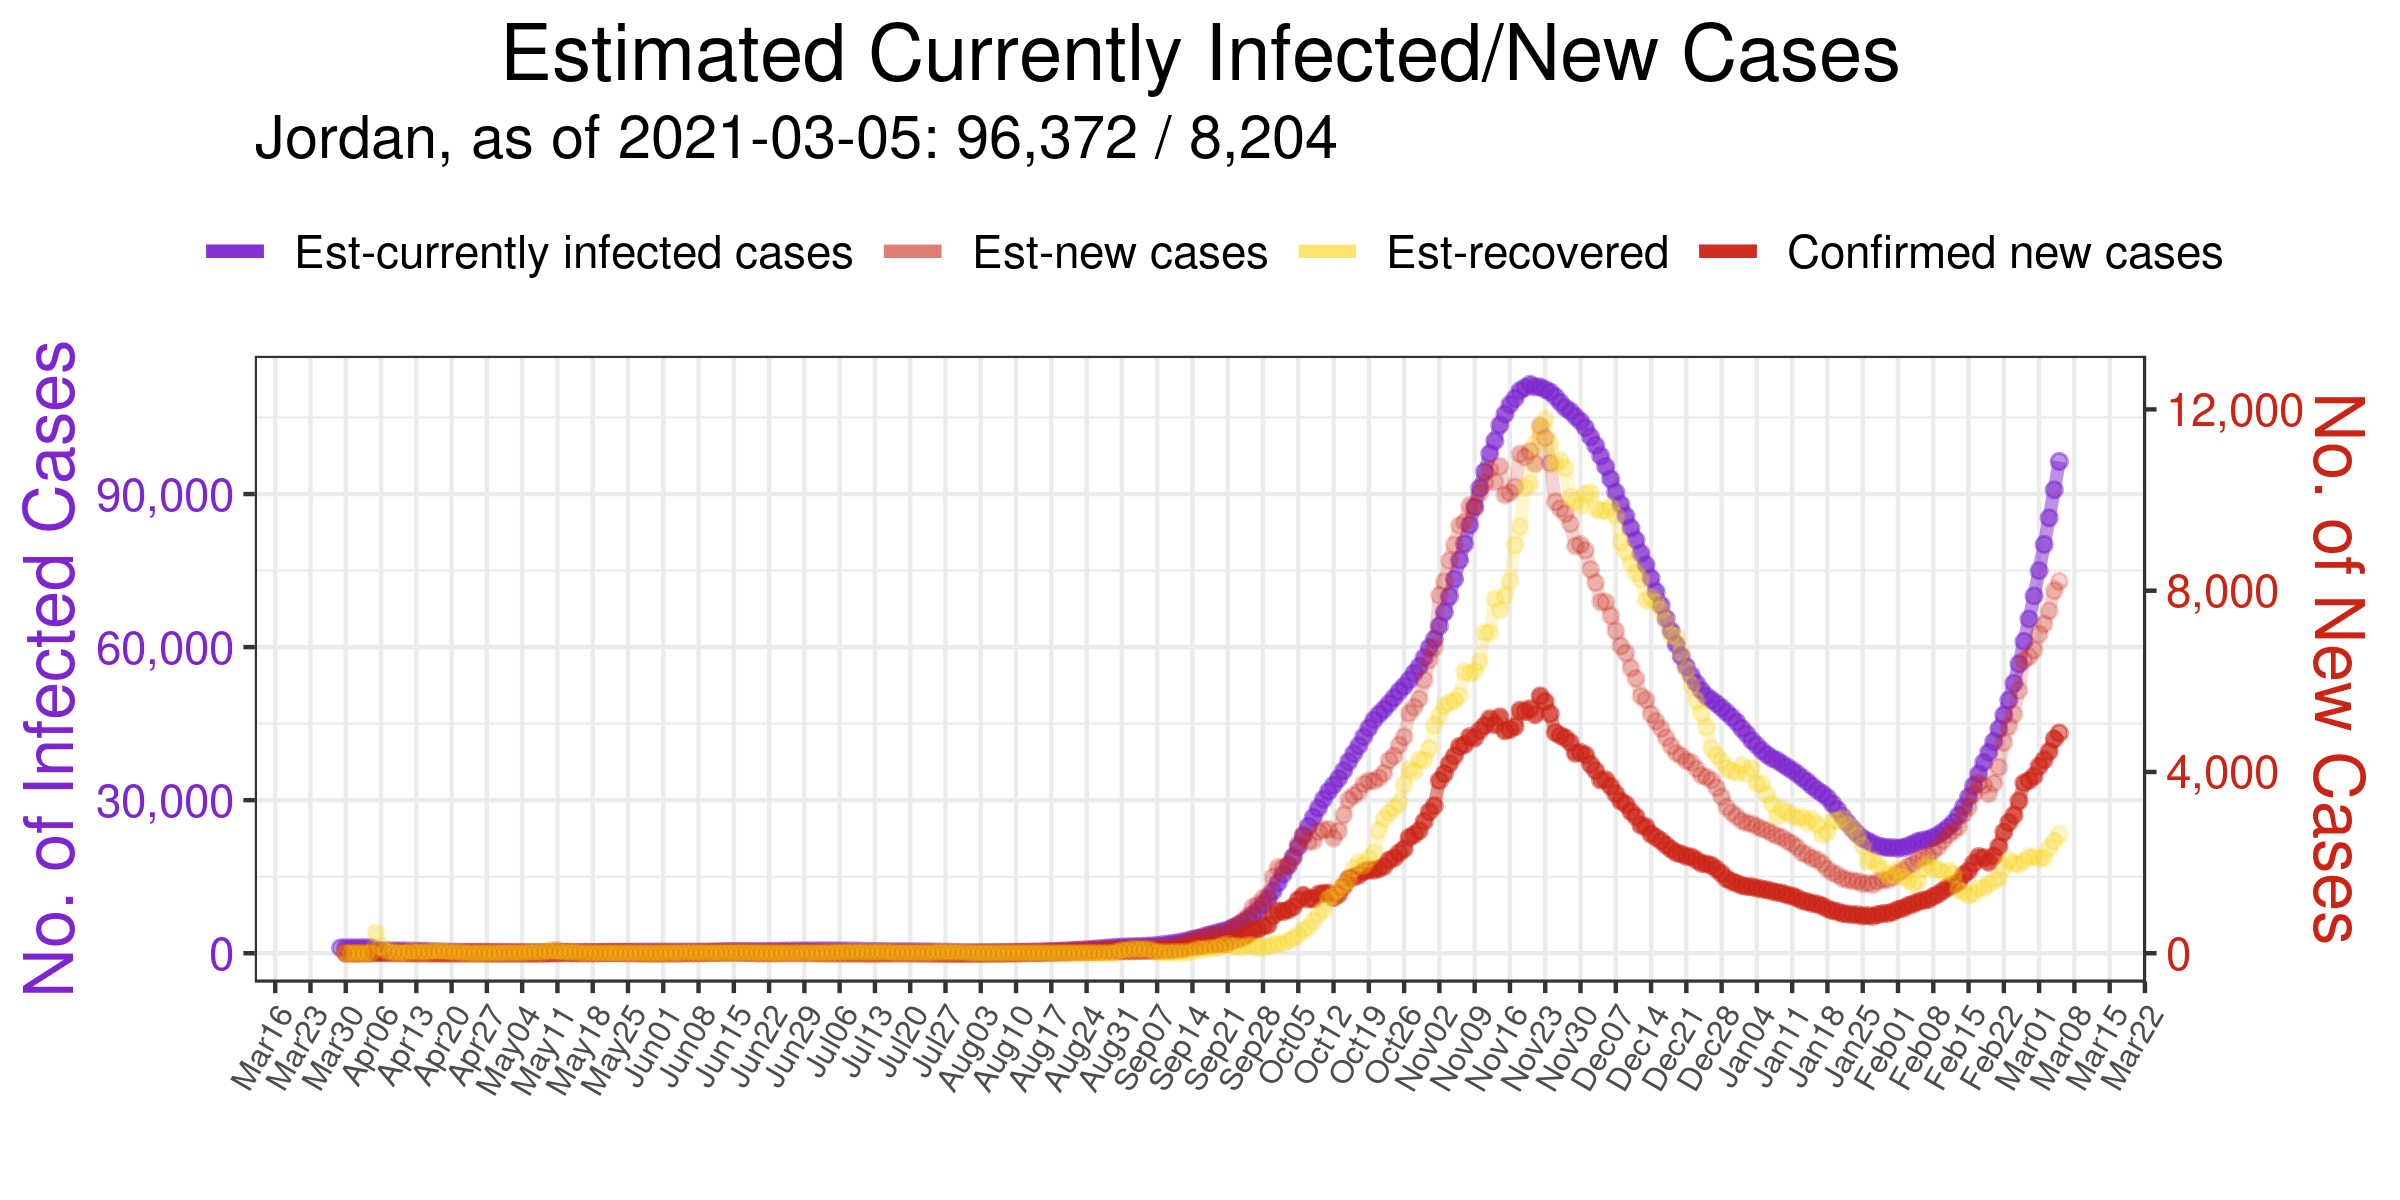 Estimated Currently Infected/New Cases
Jordan, as of 2021-03-05: 96,372 / 8,204
Est-currently infected cases Est-new cases Est-recovered Confirmed new cases
No. of Infected Cases
90,000
60,000
30,000
0
12,000
8,000
4,000
0
No. of New Cases
Mar16 Mar23 Mar30 Apr06 Apr13 Apr20 Apr27 May04 May11 May18 May25 Jun01 Jun08 Jun15 Jun22 Jun29 Jul06 Jul13 Jul20 Jul27 Aug03 Aug10 Aug17 Aug24 Aug31 Sep07 Sep14 Sep21 Sep28 Oct05 Oct12 Oct19 Oct26 Nov02 Nov09 Nov16 Nov23 Nov30 Dec07 Dec14 Dec21 Dec28 Jan04 Jan11 Jan18 Jan25 Feb01 Feb08 Feb15 Feb22 Mar01 Mar08 Mar15 Mar22